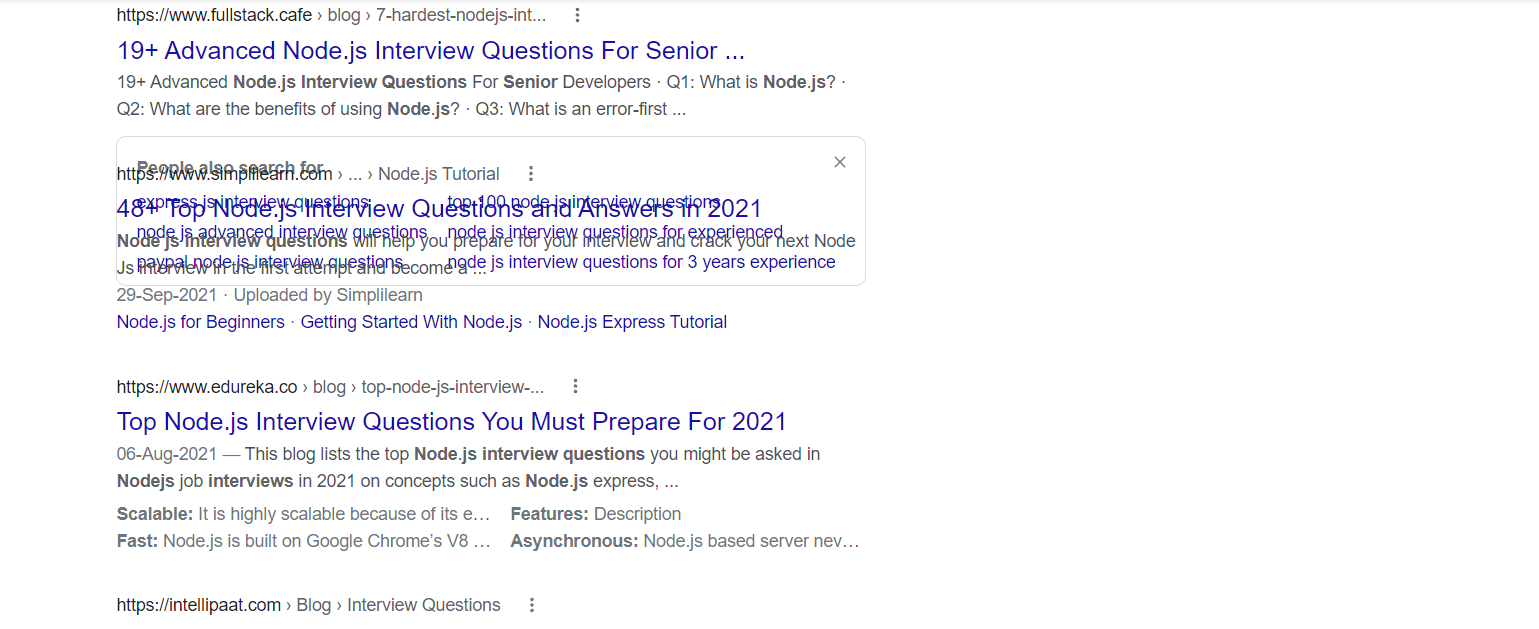 https://www.fullstack.cafe › blog › 7-hardest-nodejs-int...
19+ Advanced Node.js Interview Questions For Senior ...
19+ Advanced Node.js Interview Questions For Senior Developers · Q1: What is Node.js? ·
Q2: What are the benefits of using Node.js? · Q3: What is an error-first ...
People also search for
https://www.simplilearn.com › ... › Node.js Tutorial
express js interview questions
top 100 node js interview questions
48+ Top Node.js Interview Questions and Answers in 2021
node js advanced interview questions
node js interview questions for experienced
Node js interview questions will help you prepare for your interview and crack your next Node
paypal node js interview questions
node js interview questions for 3 years experience
Js interview in the first attempt and become a ...
29-Sep-2021 · Uploaded by Simplilearn
Node.js for Beginners · Getting Started With Node.js · Node.js Express Tutorial
https://www.edureka.co › blog › top-node-js-interview-...
Top Node.js Interview Questions You Must Prepare For 2021
06-Aug-2021 — This blog lists the top Node.js interview questions you might be asked in
Nodejs job interviews in 2021 on concepts such as Node.js express, ...
Scalable: It is highly scalable because of its e… Features: Description
Fast: Node.js is built on Google Chrome's V8 … Asynchronous: Node.js based server nev…
https://intellipaat.com › Blog › Interview Questions